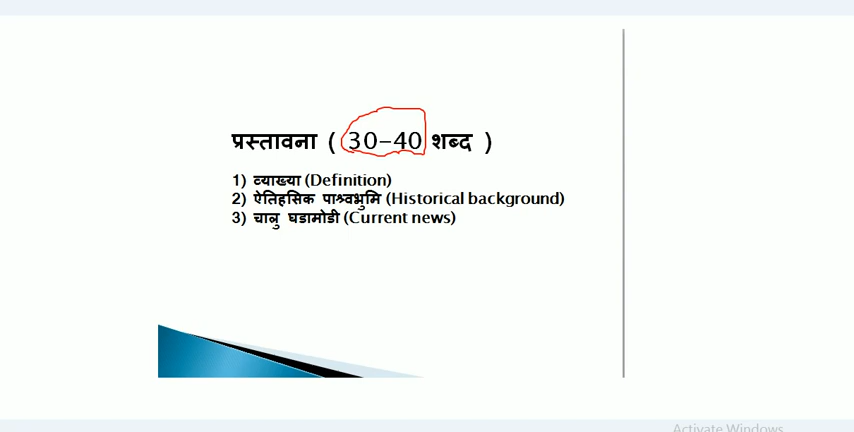 प्रस्तावना ( 30-40 शब्द )
1) व्याख्या (Definition)
2) ऐतिहसिक पाश्र्वभुमि (Historical background)
3) चालु घडामोडी (Current news)
Activate Windows